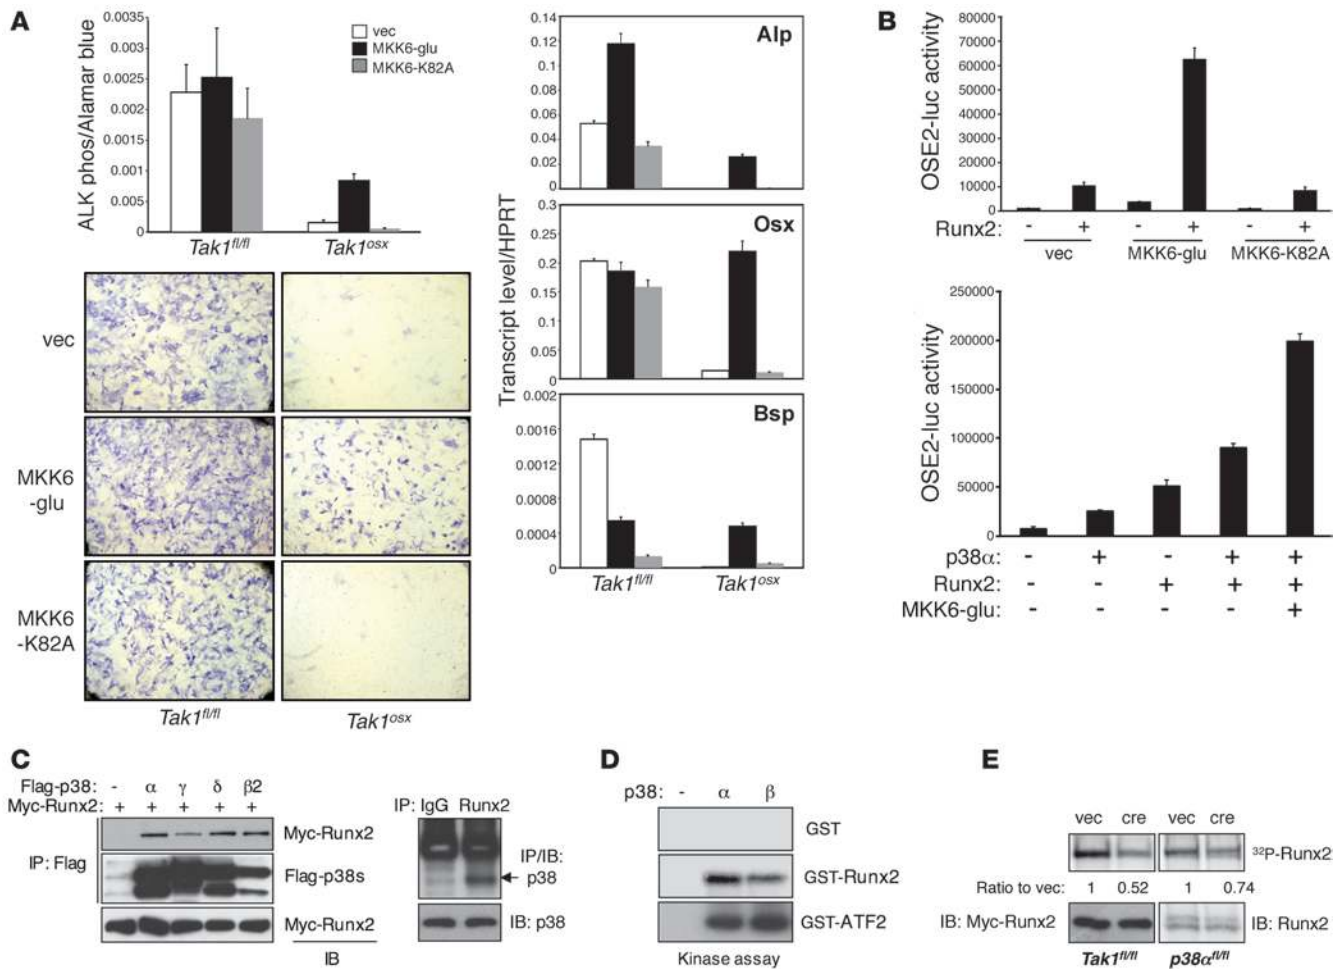 A
ALK phos/Alamar blue
0.0035
0.003
0.0025
0.002
0.0015
0.001
0.0005
0
vec
MKK6-glu
MKK6-K82A
Tak1fl/fl
Tak1osx
vec
MKK6
-glu
MKK6
-K82A
Tak1fl/fl
Tak1osx
Transcript level/HPRT
Alp
0.14
0.12
0.1
0.08
0.06
0.04
0.02
0
Osx
0.3
0.25
0.2
0.15
0.1
0.05
0
Bsp
0.002
0.0016
0.0012
0.0008
0.0004
0
Tak1fl/fl
Tak1osx
B
OSE2-luc activity
80000
70000
60000
50000
40000
30000
20000
10000
0
Runx2: - + - + - +
vec MKK6-glu MKK6-K82A
OSE2-luc activity
250000
200000
150000
100000
50000
0
p38α: - + - + +
Runx2: - - + + +
MKK6-glu: - - - - +
C
Flag-p38: - α γ δ β2
Myc-Runx2: + + + + +
IP: Flag
Myc-Runx2
Flag-p38s
Myc-Runx2
IB
IP: IgG Runx2
IP/IB:
p38
IB: p38
D
p38: - α β
GST
GST-Runx2
GST-ATF2
Kinase assay
E
vec cre vec cre
32P-Runx2
Ratio to vec: 1 0.52 1 0.74
IB: Myc-Runx2
IB: Runx2
Tak1fl/fl p38αfl/fl